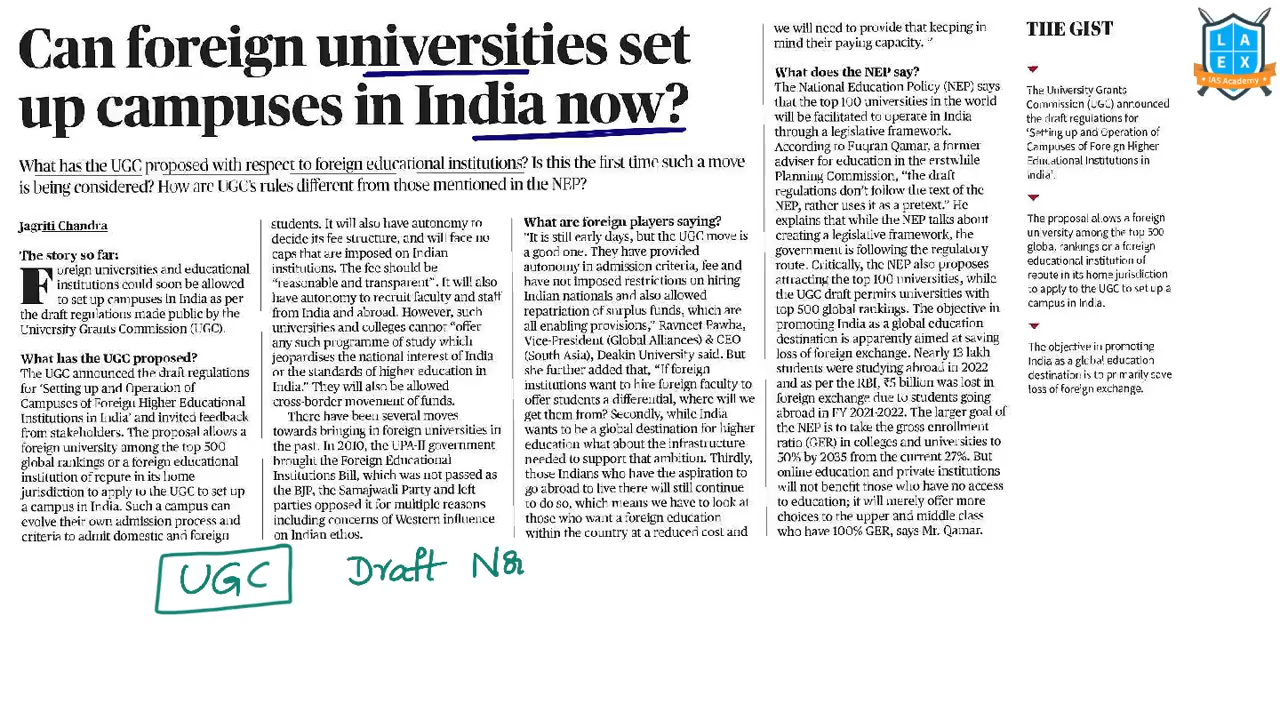 Can foreign universities set
up campuses in India now?
What has the UGC proposed with respect to foreign educational institutions? Is this the first time such a move
is being considered? How are UGC's rules different from those mentioned in the NEP?
Jagriti Chandra
The story so far:
Foreign universities and educational
institutions could soon be allowed
to set up campuses in India as per
the draft regulations made public by the
University Grants Commission (UGC).
What has the UGC proposed?
The UGC announced the draft regulations
for 'Setting up and Operation of
Campuses of Foreign Higher Educational
Institutions in India' and invited feedback
from stakeholders. The proposal allows a
foreign university among the top 500
global rankings or a foreign educational
institution of repute in its home
jurisdiction to apply to the UGC to set up
a campus in India. Such a campus can
evolve their own admission process and
criteria to admit domestic and foreign
students. It will also have autonomy to
decide its fee structure, and will face no
caps that are imposed on Indian
institutions. The fee should be
"reasonable and transparent". It will also
have autonomy to recruit faculty and staff
from India and abroad. However, such
universities and colleges cannot "offer
any such programme of study which
jeopardises the national interest of India
or the standards of higher education in
India." They will also be allowed
cross-border movement of funds.
There have been several moves
towards bringing in foreign universities in
the past. In 2010, the UPA-II government
brought the Foreign Educational
Institutions Bill, which was not passed as
the BJP, the Samajwadi Party and left
parties opposed it for multiple reasons
including concerns of Western influence
on Indian ethos.
What are foreign players saying?
"It is still early days, but the UGC move is
a good one. They have provided
autonomy in admission criteria, fee and
have not imposed restrictions on hiring
Indian nationals and also allowed
repatriation of surplus funds, which are
all enabling provisions," Ravneet Pawha,
Vice-President (Global Alliances) & CEO
(South Asia), Deakin University said. But
she further added that, "If foreign
institutions want to hire foreign faculty to
offer students a differential, where will we
get them from? Secondly, while India
wants to be a global destination for higher
education what about the infrastructure
needed to support that ambition. Thirdly,
those Indians who have the aspiration to
go abroad to live there will still continue
to do so, which means we have to look at
those who want a foreign education
within the country at a reduced cost and
we will need to provide that keeping in
mind their paying capacity. "
What does the NEP say?
The National Education Policy (NEP) says
that the top 100 universities in the world
will be facilitated to operate in India
through a legislative framework.
According to Fuqran Qamar, a former
adviser for education in the erstwhile
Planning Commission, "the draft
regulations don't follow the text of the
NEP, rather uses it as a pretext." He
explains that while the NEP talks about
creating a legislative framework, the
government is following the regulatory
route. Critically, the NEP also proposes
attracting the top 100 universities, while
the UGC draft permits universities with
top 500 global rankings. The objective in
promoting India as a global education
destination is apparently aimed at saving
loss of foreign exchange. Nearly 13 lakh
students were studying abroad in 2022
and as per the RBI, ₹5 billion was lost in
foreign exchange due to students going
abroad in FY 2021-2022. The larger goal of
the NEP is to take the gross enrollment
ratio (GER) in colleges and universities to
50% by 2035 from the current 27%. But
online education and private institutions
will not benefit those who have no access
to education; it will merely offer more
choices to the upper and middle class
who have 100% GER, says Mr. Qamar.
THE GIST
The University Grants
Commission (UGC) announced
the draft regulations for
'Setting up and Operation of
Campuses of Foreign Higher
Educational Institutions in
India'.
The proposal allows a foreign
university among the top 500
global rankings or a foreign
educational institution of
repute in its home jurisdiction
to apply to the UGC to set up a
campus in India.
The objective in promoting
India as a global education
destination is to primarily save
loss of foreign exchange.
LA
EX
IAS Academy
UGC Draft